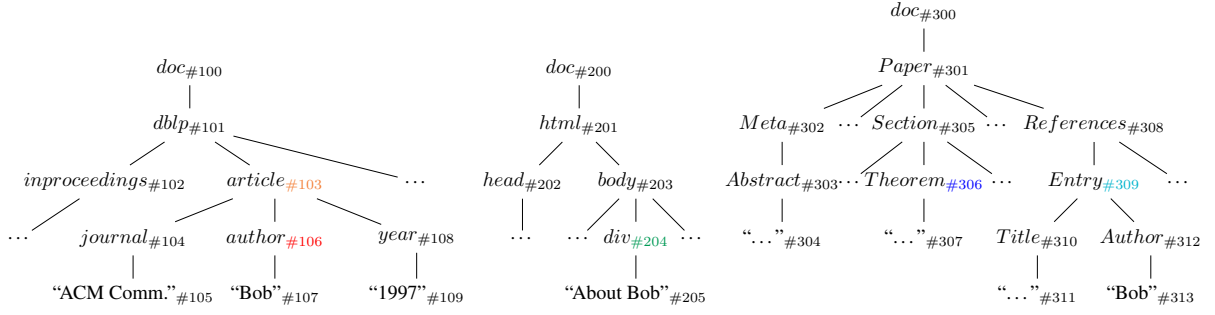 doc#300
doc#100 doc#200 Paper#301
dblp#101 html#201 Meta#302 … Section#305 … References#308
inproceedings#102 article#103 … head#202 body#203 Abstract#303 … Theorem#306 … Entry#309 …
… journal#104 author#106 year#108 … … div#204 … “…”#304 “…”#307 Title#310 Author#312
“ACM Comm.”#105 “Bob”#107 “1997”#109 “About Bob”#205 “…”#311 “Bob”#313